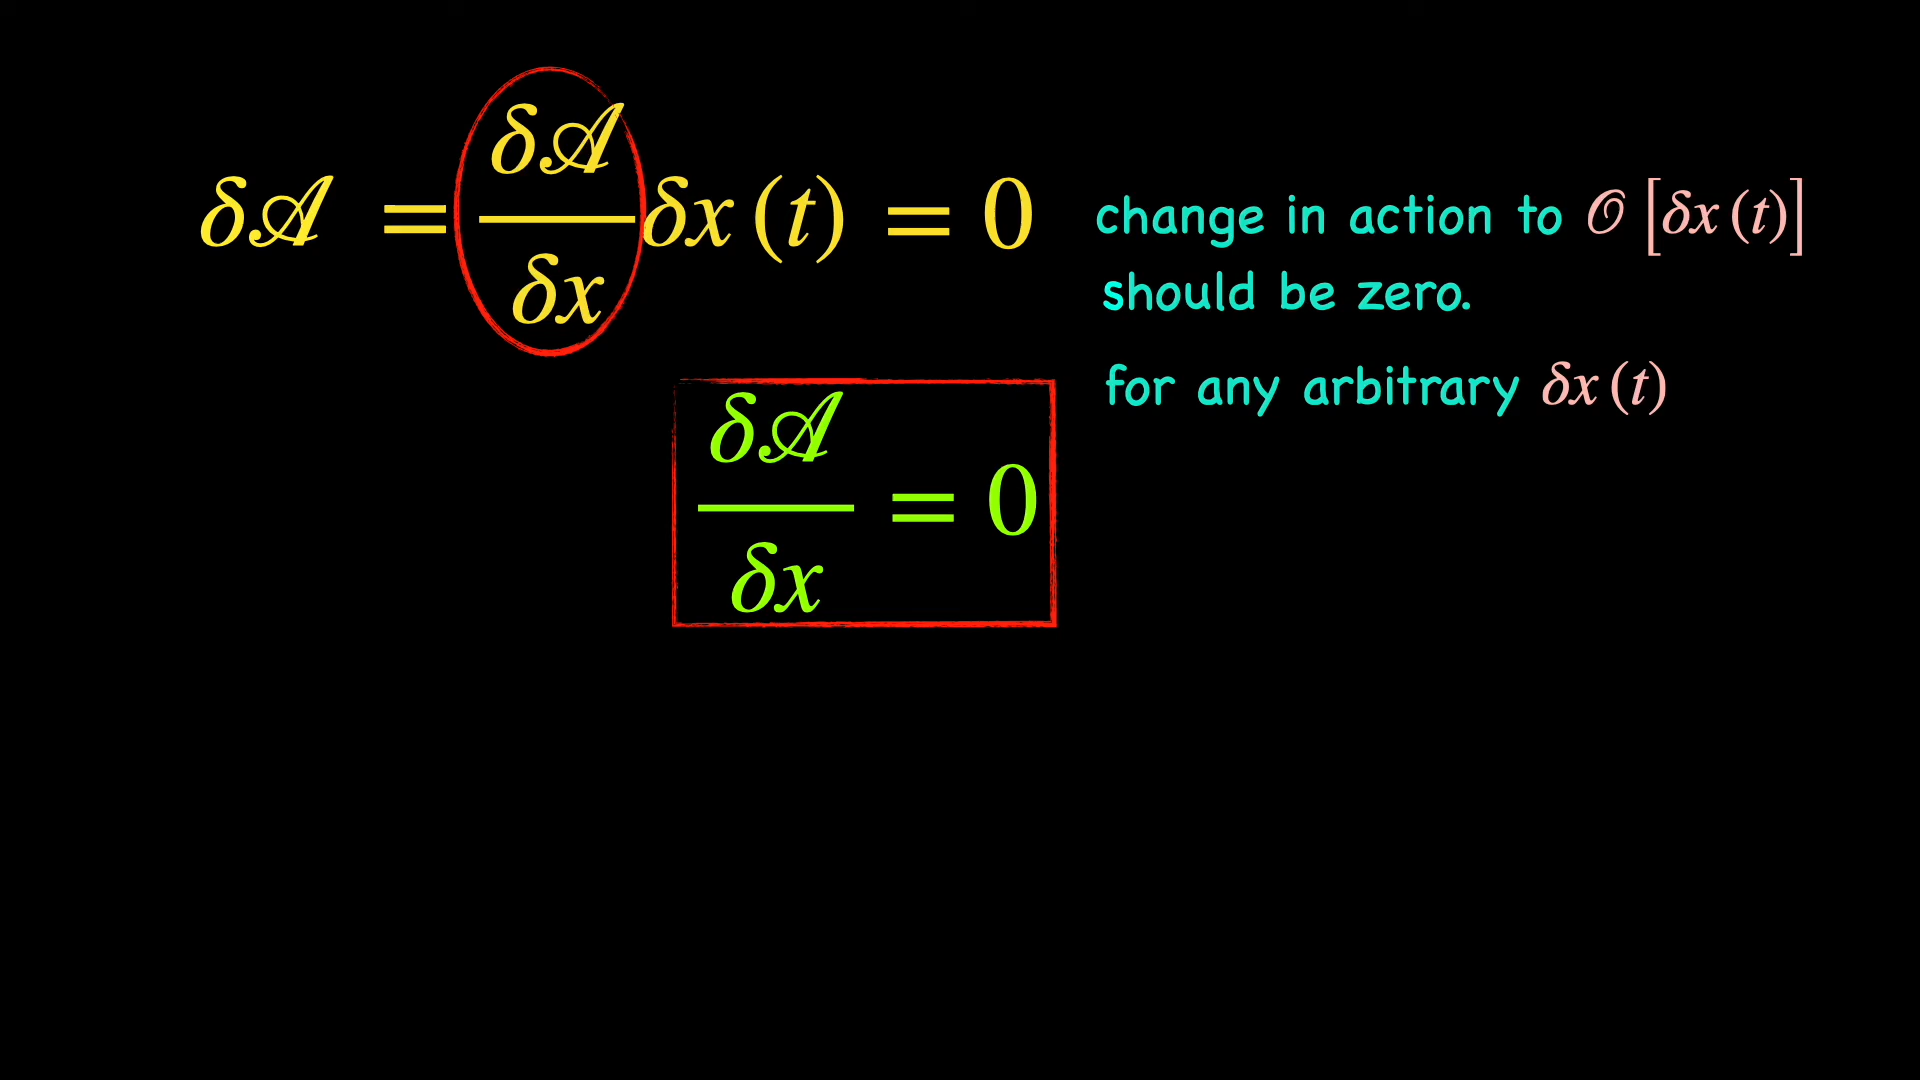 δ𝒜 = δ𝒜/δx δx(t) = 0
change in action to 𝒪[δx(t)]
should be zero.
for any arbitrary δx(t)
δ𝒜/δx = 0